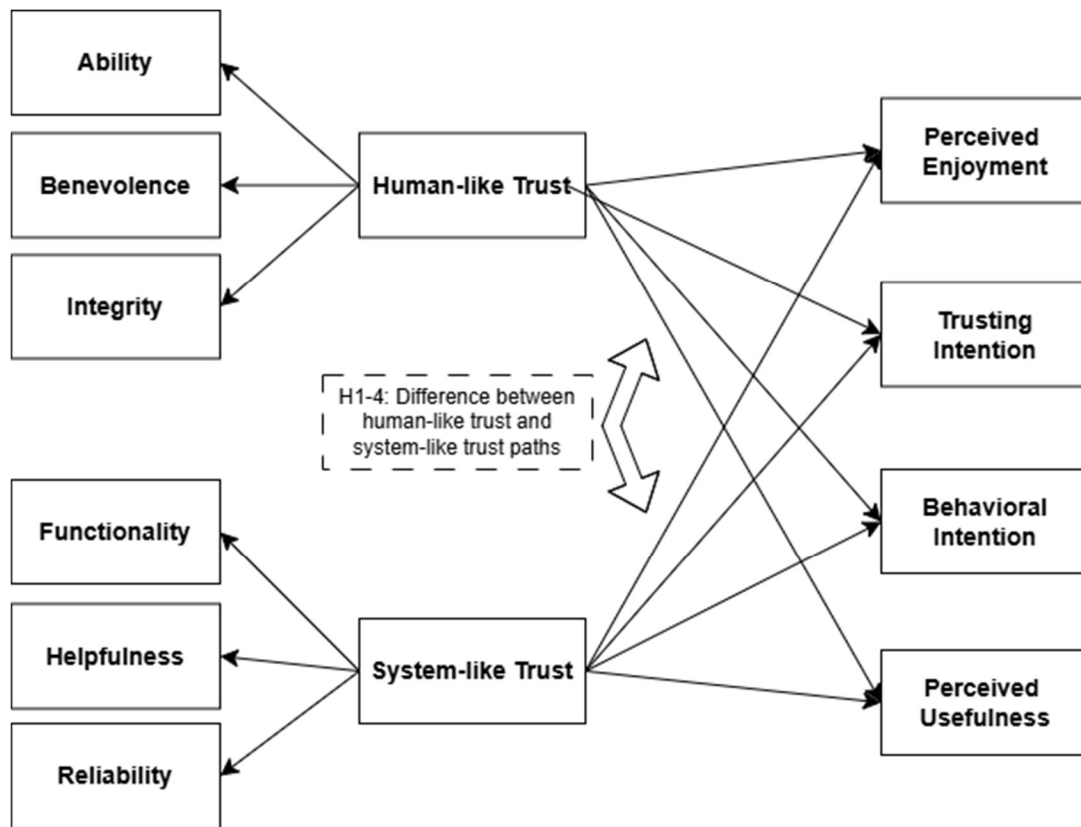 Ability
Benevolence
Integrity
Human-like Trust
Perceived
Enjoyment
Trusting
Intention
H1-4: Difference between
human-like trust and
system-like trust paths
Functionality
Helpfulness
Reliability
System-like Trust
Behavioral
Intention
Perceived
Usefulness